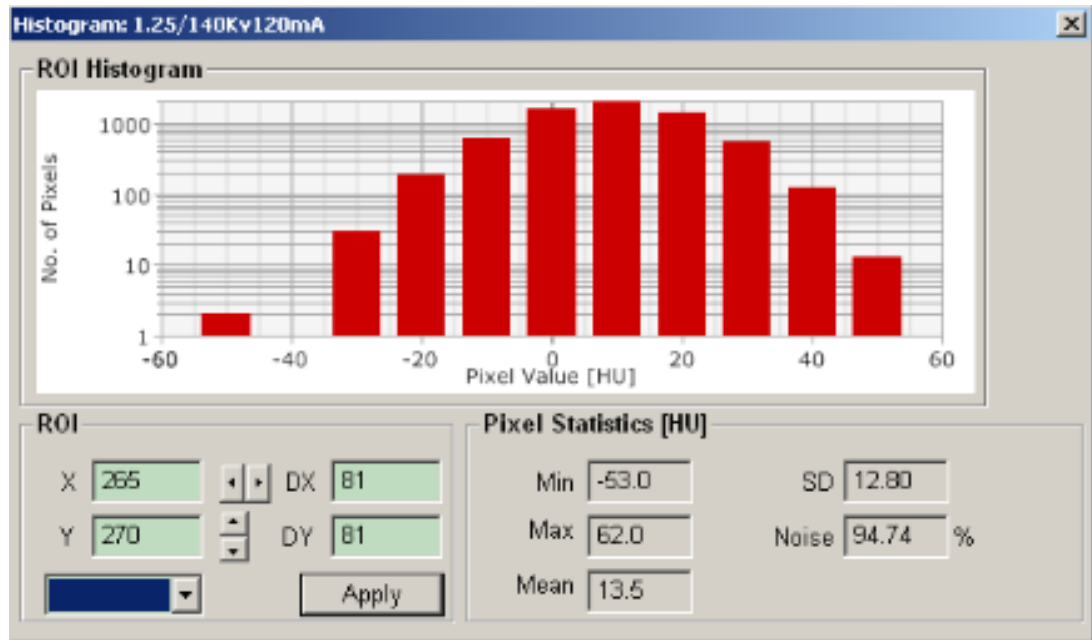 Histogram: 1.25/140Kv120mA
ROI Histogram
No. of Pixels
1000
100
10
1
-60 -40 -20 0 20 40 60
Pixel Value [HU]
ROI
X 265 DX 81
Y 270 DY 81
Apply
Pixel Statistics [HU]
Min -53.0 SD 12.80
Max 62.0 Noise 94.74 %
Mean 13.5